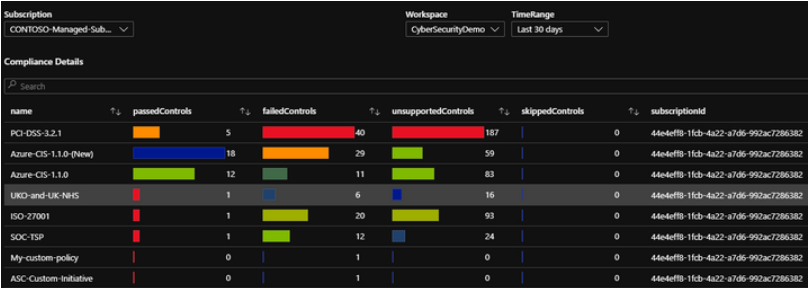 Subscription Workspace TimeRange
CONTOSO-Managed-Sub... CyberSecurityDemo Last 30 days
Compliance Details
Search
name passedControls failedControls unsupportedControls skippedControls subscriptionId
PCI-DSS-3.2.1 5 40 187 0 44e4eff8-1fcb-4a22-a7d6-992ac7286382
Azure-CIS-1.1.0-(New) 18 29 59 0 44e4eff8-1fcb-4a22-a7d6-992ac7286382
Azure-CIS-1.1.0 12 11 83 0 44e4eff8-1fcb-4a22-a7d6-992ac7286382
UKO-and-UK-NHS 1 6 16 0 44e4eff8-1fcb-4a22-a7d6-992ac7286382
ISO-27001 1 20 93 0 44e4eff8-1fcb-4a22-a7d6-992ac7286382
SOC-TSP 1 12 24 0 44e4eff8-1fcb-4a22-a7d6-992ac7286382
My-custom-policy 0 1 0 0 44e4eff8-1fcb-4a22-a7d6-992ac7286382
ASC-Custom-Initiative 0 1 0 0 44e4eff8-1fcb-4a22-a7d6-992ac7286382